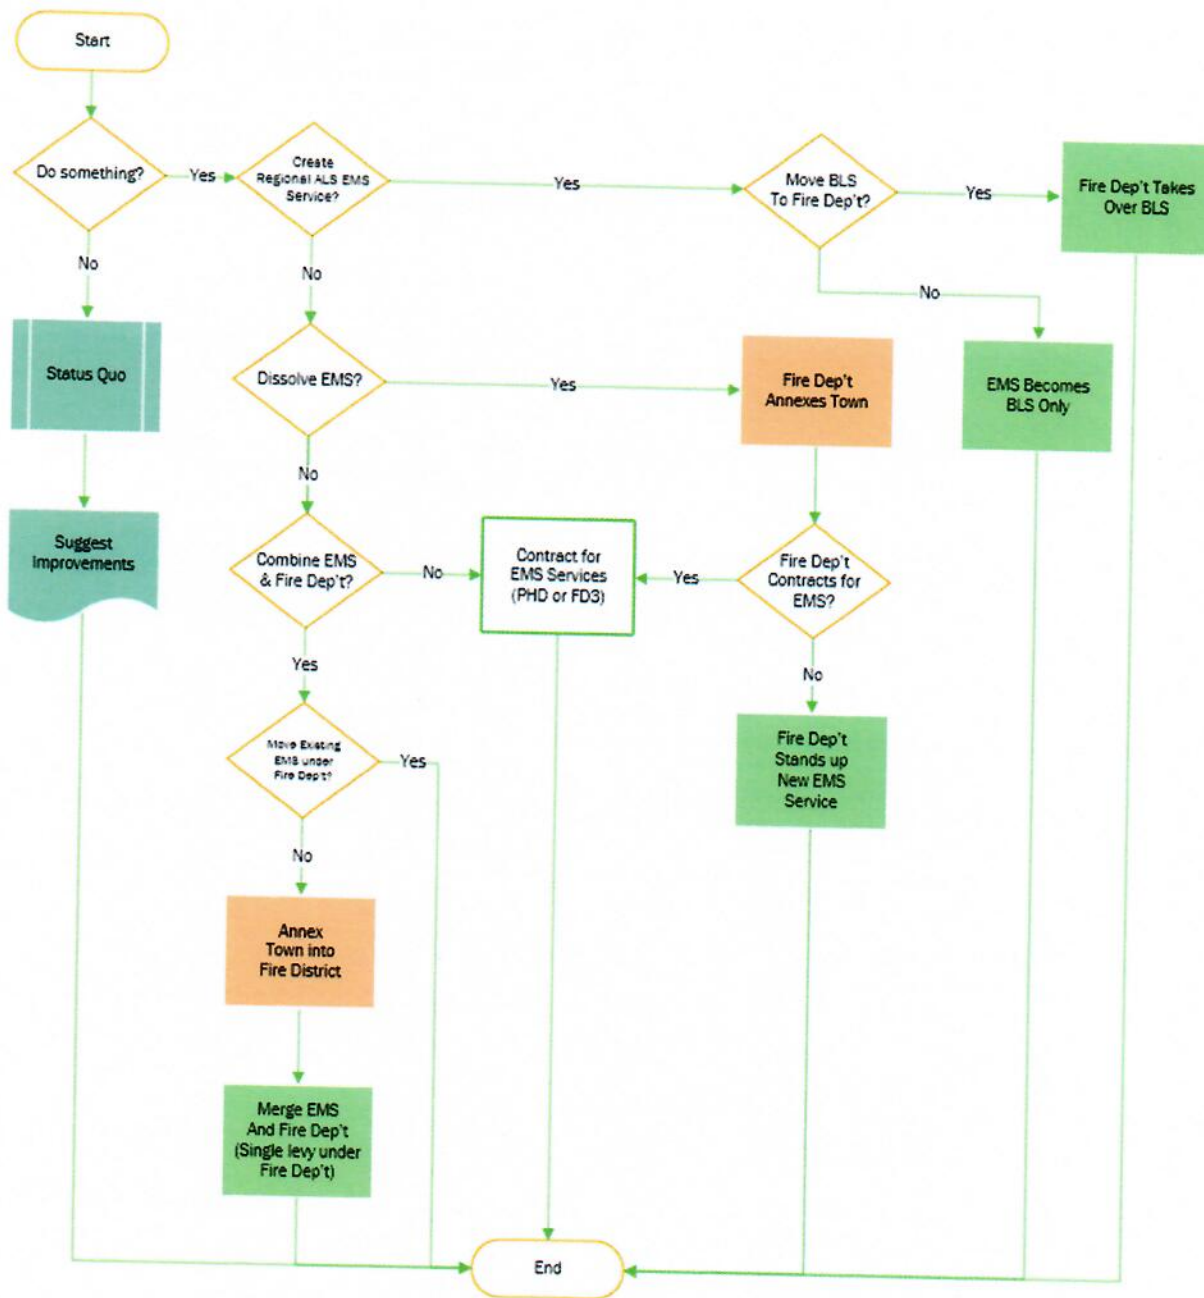 Start
Do something?
Yes
Create
Regional ALS EMS
Service?
Yes
Move BLS
To Fire Dep't?
Yes
Fire Dep't Takes
Over BLS
No
No
No
Status Quo
Dissolve EMS?
Yes
Fire Dep't
Annexes Town
EMS Becomes
BLS Only
No
Suggest
Improvements
Combine EMS
& Fire Dep't?
No
Contract for
EMS Services
(PHD or FD3)
Yes
Fire Dep't
Contracts for
EMS?
Yes
No
Move Existing
EMS under
Fire Dep't?
Yes
Fire Dep't
Stands up
New EMS
Service
No
Annex
Town into
Fire District
Merge EMS
And Fire Dep't
(Single levy under
Fire Dep't)
End